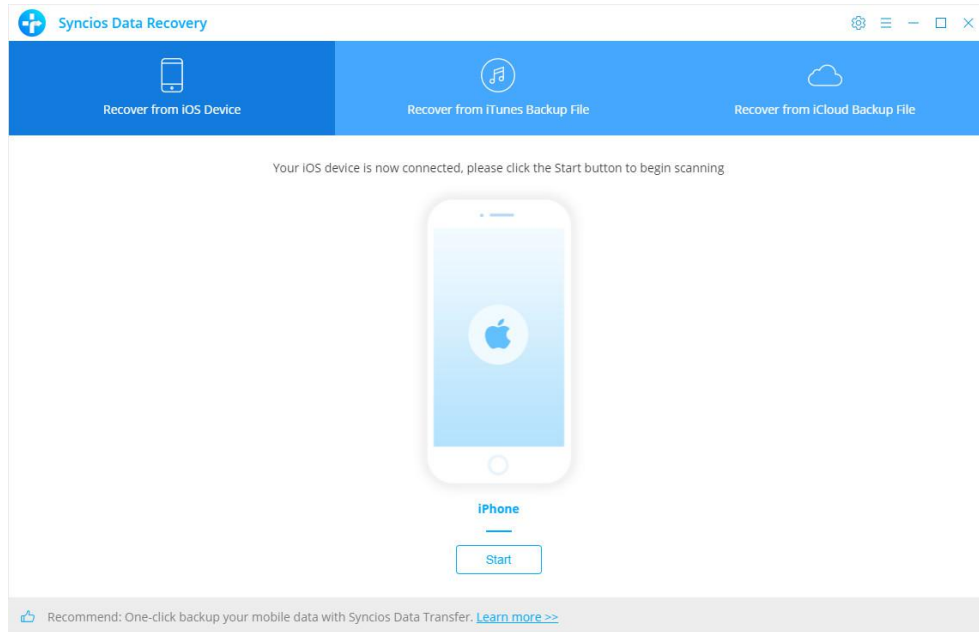 Syncios Data Recovery
Recover from iOS Device
Recover from iTunes Backup File
Recover from iCloud Backup File
Your iOS device is now connected, please click the Start button to begin scanning
iPhone
Start
Recommend: One-click backup your mobile data with Syncios Data Transfer. Learn more >>